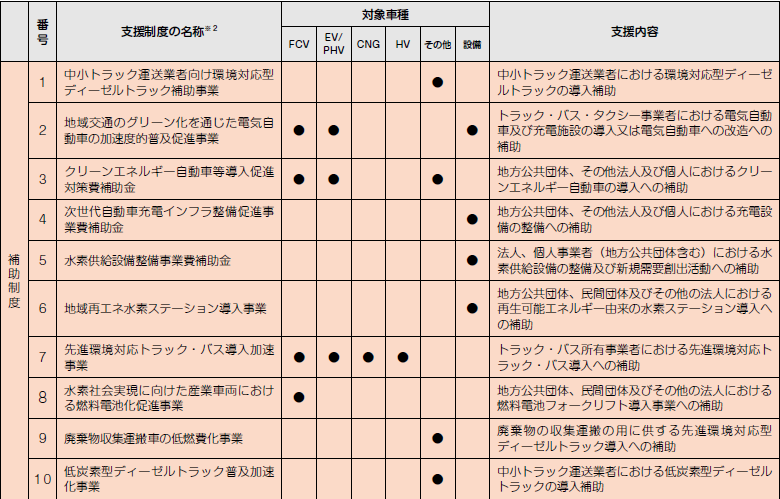 番号
支援制度の名称※2
対象車種
支援内容
FCV
EV/
PHV
CNG
HV
その他
設備
補助制度
1
中小トラック運送業者向け環境対応型
ディーゼルトラック補助事業
●
中小トラック運送業者における環境対応型ディーゼ
ルトラックの導入補助
2
地域交通のグリーン化を通じた電気自
動車の加速度的普及促進事業
● ● ●
トラック・バス・タクシー事業者における電気自動
車及び充電施設の導入又は電気自動車への改造への
補助
3
クリーンエネルギー自動車等導入促進
対策費補助金
● ● ●
地方公共団体、その他法人及び個人におけるクリー
ンエネルギー自動車の導入への補助
4
次世代自動車充電インフラ整備促進事
業費補助金
●
地方公共団体、その他法人及び個人における充電設
備の整備への補助
5
水素供給設備整備事業費補助金
●
法人、個人事業者（地方公共団体含む）における水
素供給設備の整備及び新規需要創出活動への補助
6
地域再エネ水素ステーション導入事業
●
地方公共団体、民間団体及びその他の法人における
再生可能エネルギー由来の水素ステーション導入へ
の補助
7
先進環境対応トラック・バス導入加速
事業
● ● ● ●
トラック・バス所有事業者における先進環境対応ト
ラック・バス導入への補助
8
水素社会実現に向けた産業車両におけ
る燃料電池化促進事業
●
地方公共団体、民間団体及びその他の法人における
燃料電池フォークリフト導入事業への補助
9
廃棄物収集運搬車の低燃費化事業
●
廃棄物の収集運搬の用に供する先進環境対応型
ディーゼルトラック導入への補助
10
低炭素型ディーゼルトラック普及加速
化事業
●
中小トラック運送業者における低炭素型ディーゼル
トラックの導入補助